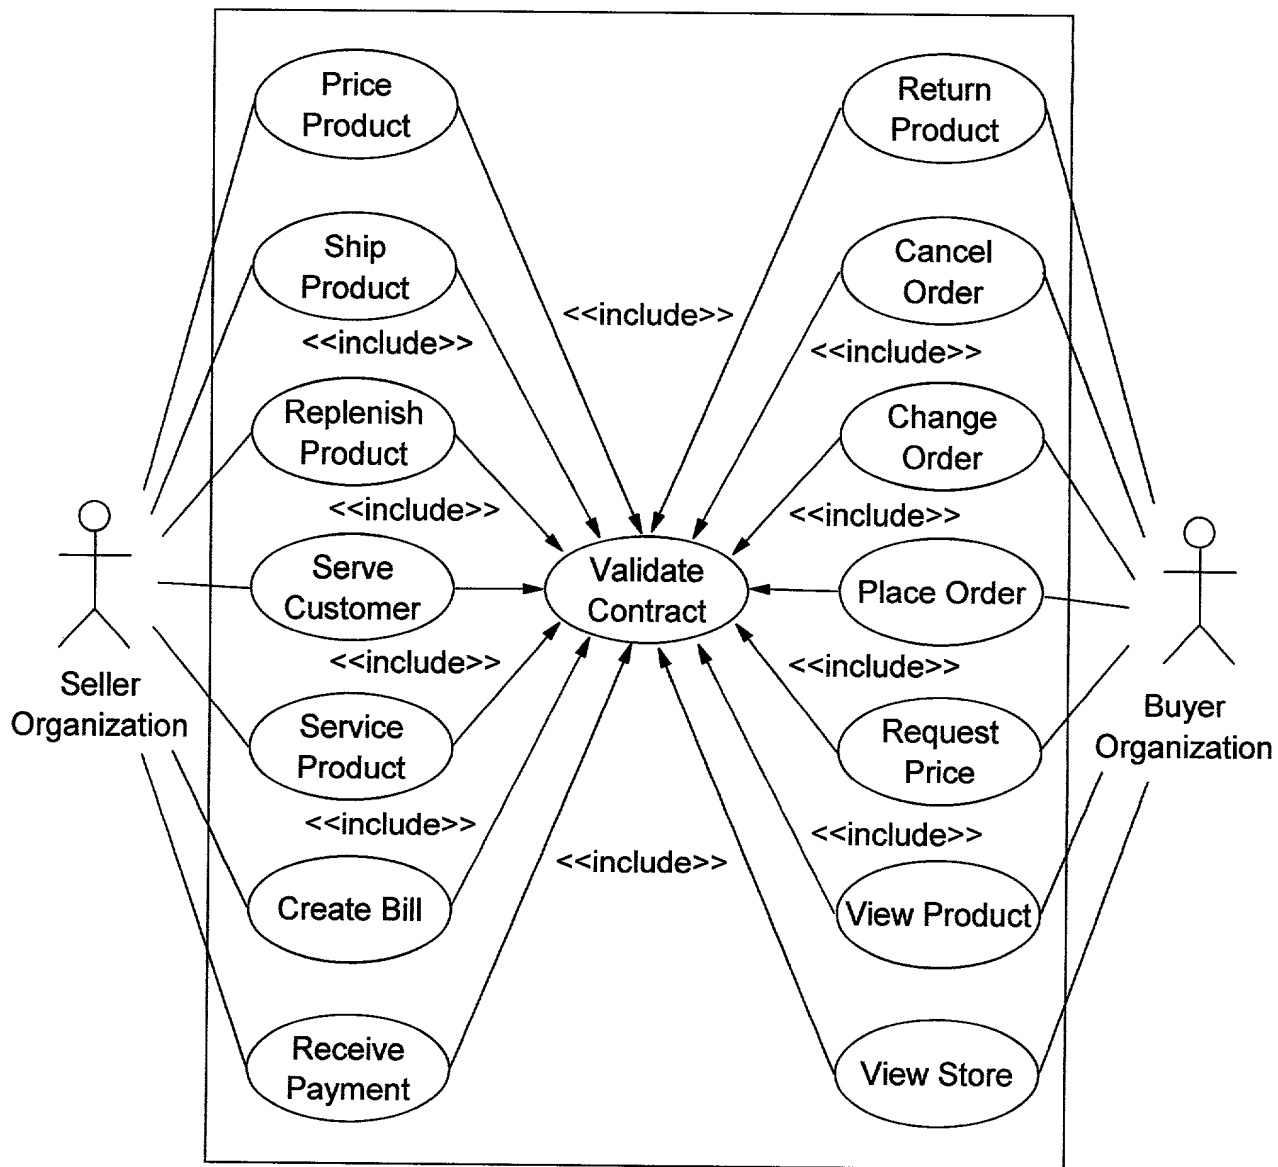 Price
Product
Return
Product
Ship
Product
Cancel
Order
<<include>>
<<include>>
<<include>>
Replenish
Product
Change
Order
<<include>>
<<include>>
Serve
Customer
Validate
Contract
Place Order
<<include>>
<<include>>
Seller
Organization
Buyer
Organization
Service
Product
Request
Price
<<include>>
<<include>>
<<include>>
Create Bill
View Product
Receive
Payment
View Store